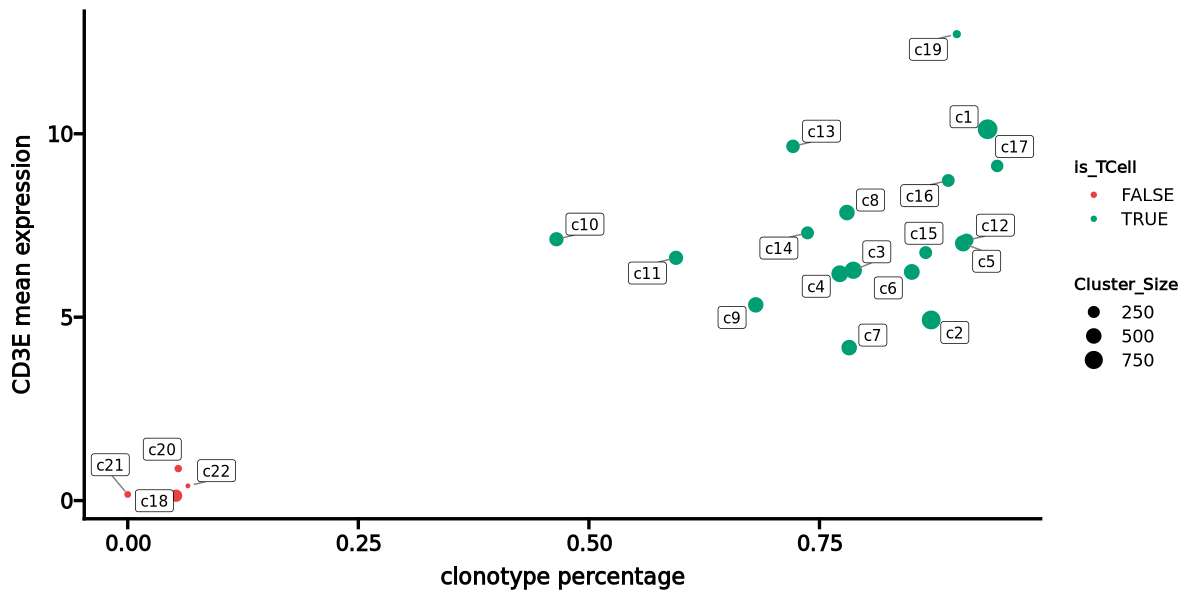 c19
c1
c13
c17
10
is_TCell
FALSE
TRUE
c16
c8
c10
c12
c15
c14
c3
c5
c11
c4
c6
Cluster_Size
250
500
750
c9
5
c2
c7
CD3E mean expression
c20
c21
c22
c18
0
0.00
0.25
0.50
0.75
clonotype percentage